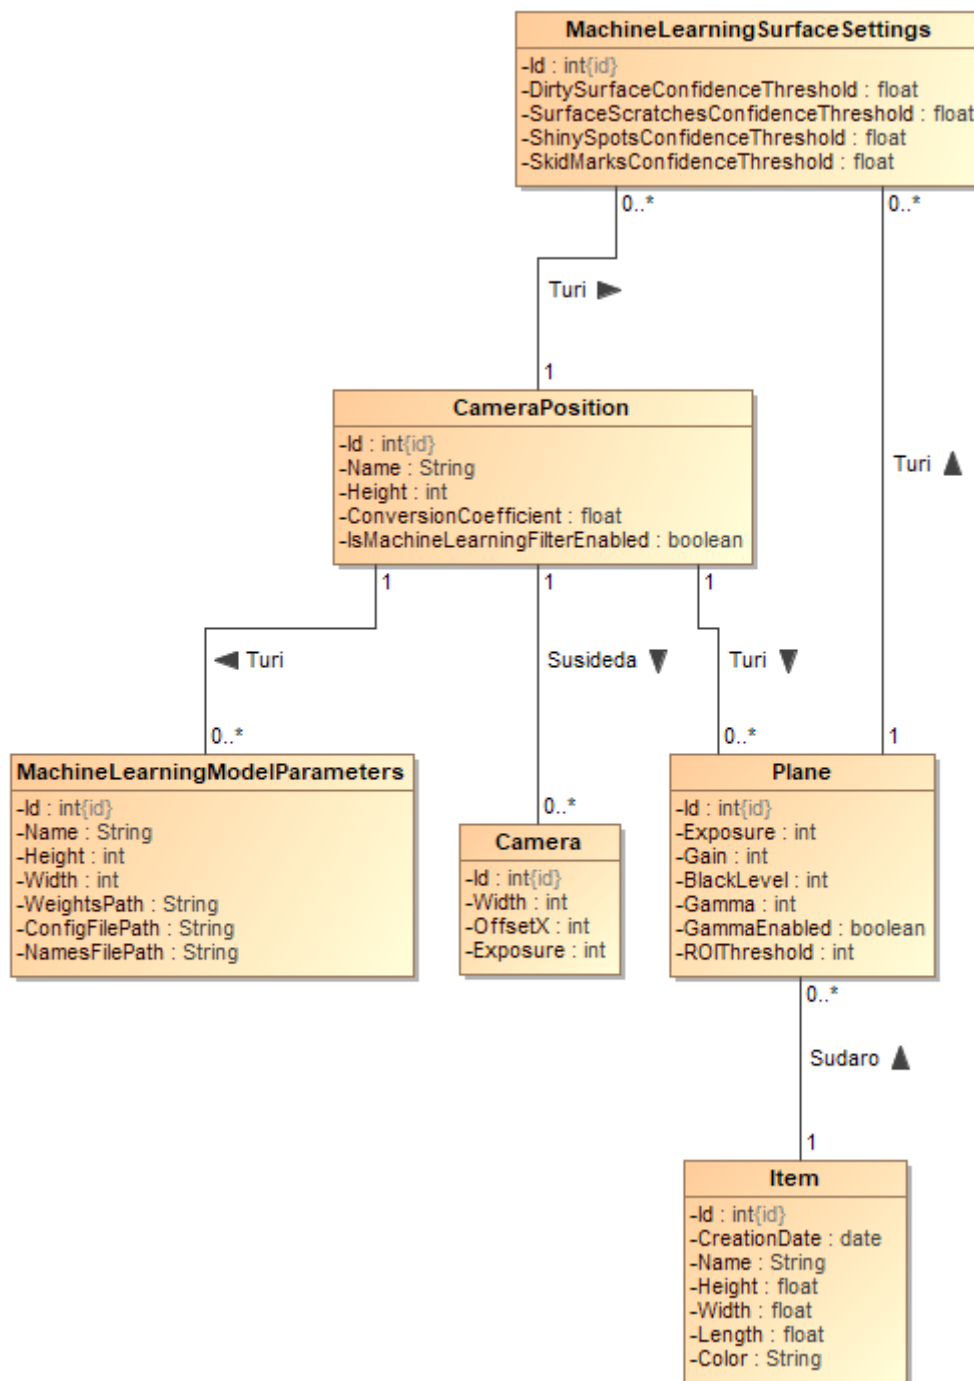 MachineLearningSurfaceSettings
-Id : int{id}
-DirtySurfaceConfidenceThreshold : float
-SurfaceScratchesConfidenceThreshold : float
-ShinySpotsConfidenceThreshold : float
-SkidMarksConfidenceThreshold : float
0..*
0..*
Turi
1
CameraPosition
-Id : int{id}
-Name : String
-Height : int
-ConversionCoefficient : float
-IsMachineLearningFilterEnabled : boolean
Turi
1
1
1
Turi
Susideda
Turi
0..*
0..*
1
MachineLearningModelParameters
-Id : int{id}
-Name : String
-Height : int
-Width : int
-WeightsPath : String
-ConfigFilePath : String
-NamesFilePath : String
0..*
Camera
-Id : int{id}
-Width : int
-OffsetX : int
-Exposure : int
Plane
-Id : int{id}
-Exposure : int
-Gain : int
-BlackLevel : int
-Gamma : int
-GammaEnabled : boolean
-ROIThreshold : int
0..*
Sudaro
1
Item
-Id : int{id}
-CreationDate : date
-Name : String
-Height : float
-Width : float
-Length : float
-Color : String